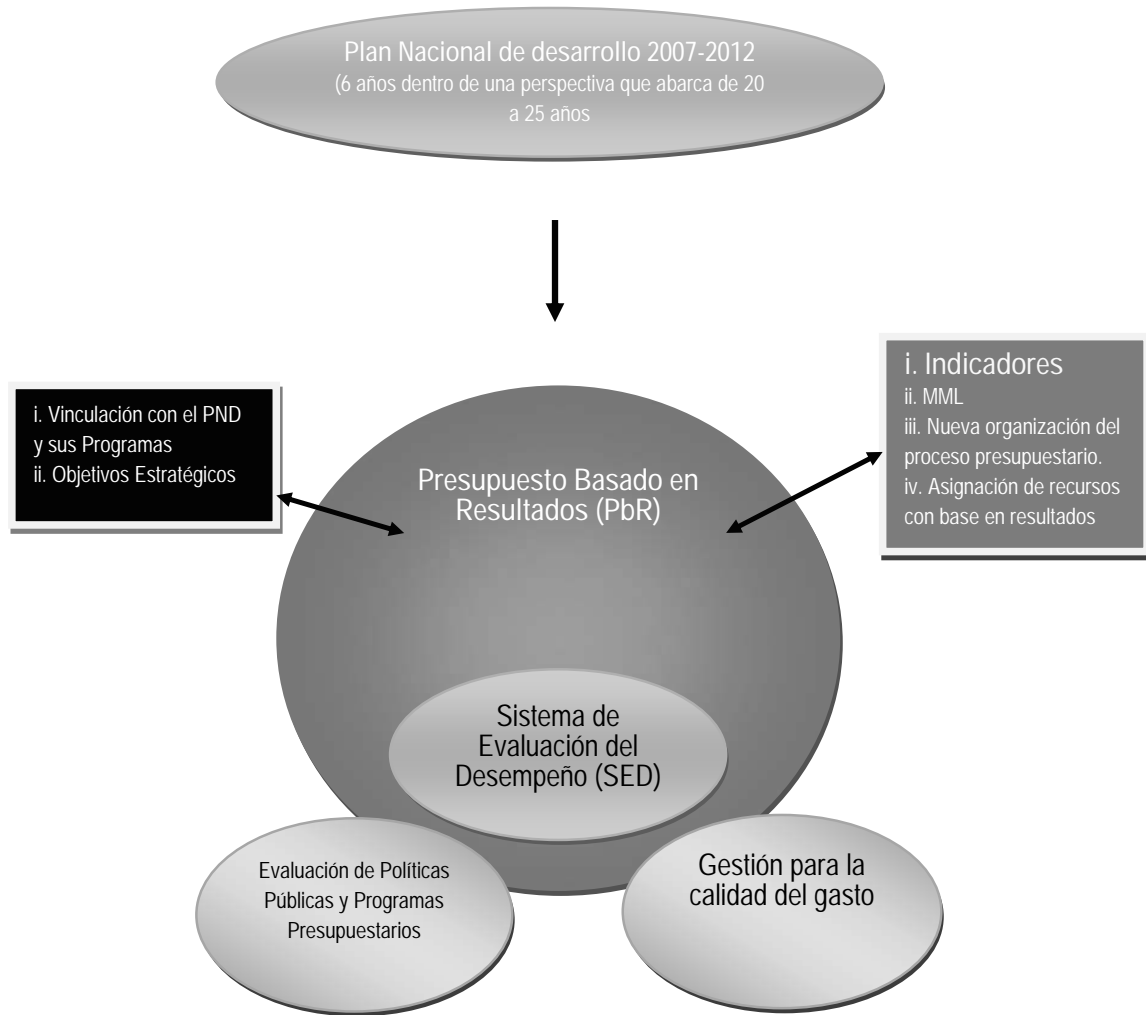 Plan Nacional de desarrollo 2007-2012
(6 años dentro de una perspectiva que abarca de 20
a 25 años
i. Vinculación con el PND
y sus Programas
ii. Objetivos Estratégicos
i. Indicadores
ii. MML
iii. Nueva organización del
proceso presupuestario.
iv. Asignación de recursos
con base en resultados
Presupuesto Basado en
Resultados (PbR)
Sistema de
Evaluación del
Desempeño (SED)
Evaluación de Políticas
Públicas y Programas
Presupuestarios
Gestión para la
calidad del gasto